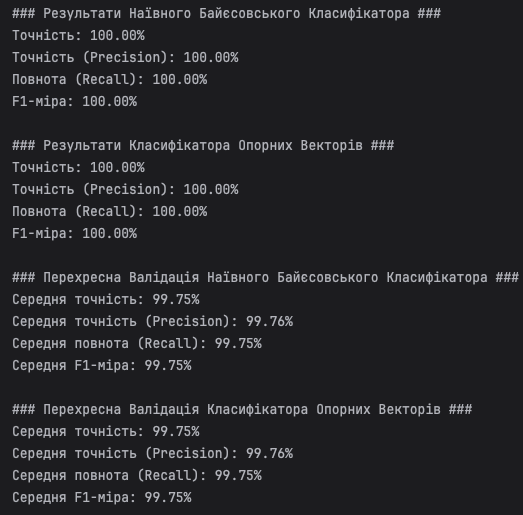 ### Результати Наївного Байєсовського Класифікатора ###
Точність: 100.00%
Точність (Precision): 100.00%
Повнота (Recall): 100.00%
F1-міра: 100.00%
### Результати Класифікатора Опорних Векторів ###
Точність: 100.00%
Точність (Precision): 100.00%
Повнота (Recall): 100.00%
F1-міра: 100.00%
### Перехресна Валідація Наївного Байєсовського Класифікатора ###
Середня точність: 99.75%
Середня точність (Precision): 99.76%
Середня повнота (Recall): 99.75%
Середня F1-міра: 99.75%
### Перехресна Валідація Класифікатора Опорних Векторів ###
Середня точність: 99.75%
Середня точність (Precision): 99.76%
Середня повнота (Recall): 99.75%
Середня F1-міра: 99.75%